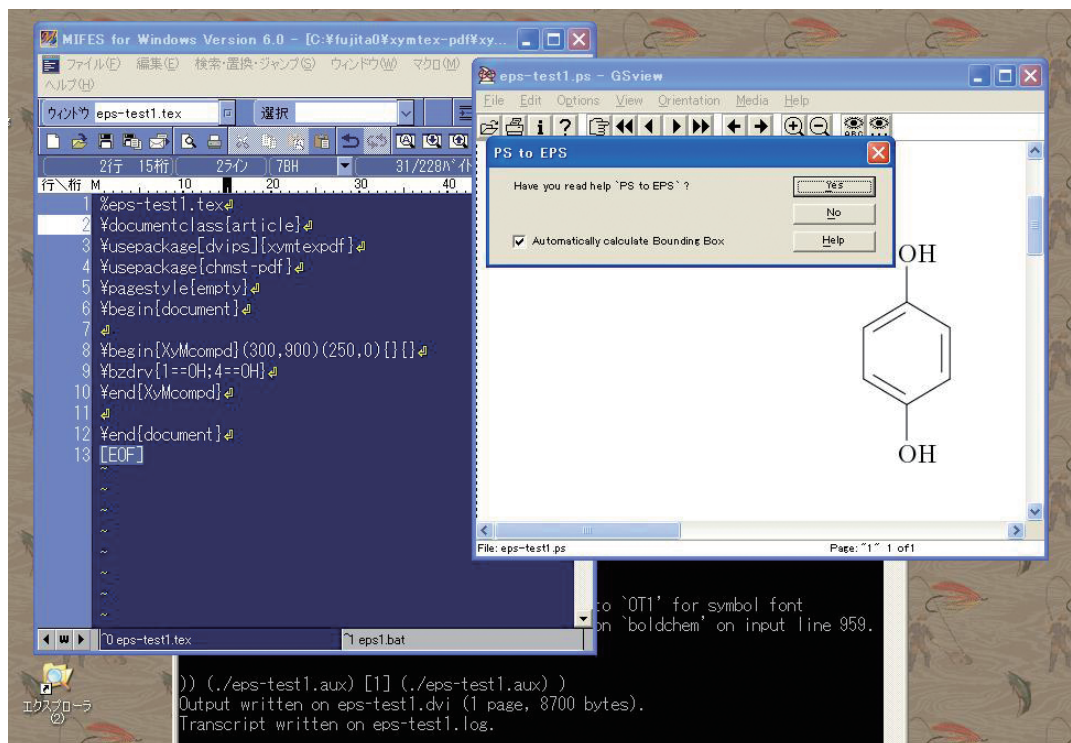 MIFES for Windows Version 6.0 - [C:¥fujita0¥xymtex-pdf¥xy...
ファイル(F) 編集(E) 検索・置換・ジャンプ(S) ウィンドウ(W) マクロ(M)
ヘルプ(H)
ウィンドウ eps-test1.tex 選択
2行 15桁 2ライン 7BH 31/228バイト
行\桁 M 10 20 30 40
1 %eps-test1.tex
2 ¥documentclass{article}
3 ¥usepackage[dvips]{xymtexpdf}
4 ¥usepackage{chmst-pdf}
5 ¥pagestyle{empty}
6 ¥begin{document}
7
8 ¥begin{XyMcompd}(300,900)(250,0){}{}
9 ¥bzdrv{1==OH;4==OH}
10 ¥end{XyMcompd}
11
12 ¥end{document}
13 [EOF]
~
~
~
~
~
~
~
0 eps-test1.tex 1 eps1.bat
eps-test1.ps - GSview
File Edit Options View Orientation Media Help
PS to EPS
Have you read help `PS to EPS` ?
Yes
No
Automatically calculate Bounding Box
Help
OH
OH
File: eps-test1.ps Page: "1" 1 of 1
to `OT1' for symbol font
on `boldchem' on input line 959.
)) (./eps-test1.aux) [1] (./eps-test1.aux) )
Output written on eps-test1.dvi (1 page, 8700 bytes).
Transcript written on eps-test1.log.
エクスプローラ
(2)